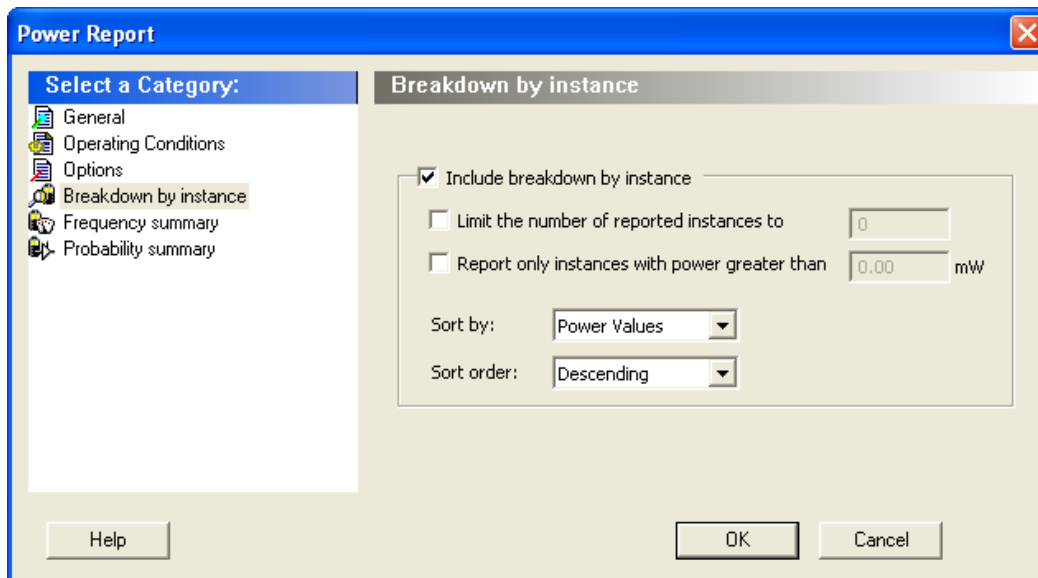 Power Report
Select a Category:
General
Operating Conditions
Options
Breakdown by instance
Frequency summary
Probability summary
Breakdown by instance
Include breakdown by instance
Limit the number of reported instances to 0
Report only instances with power greater than 0.00 mW
Sort by: Power Values
Sort order: Descending
Help OK Cancel